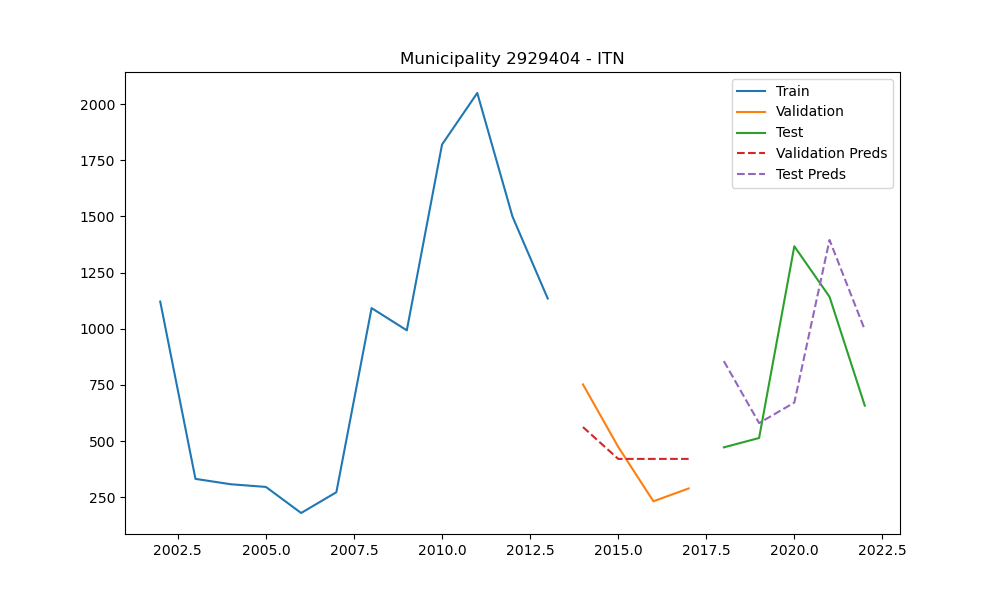 Municipality 2929404 - ITN
Train
Validation
Test
Validation Preds
Test Preds
2000
1750
1500
1250
1000
750
500
250
2002.5 2005.0 2007.5 2010.0 2012.5 2015.0 2017.5 2020.0 2022.5